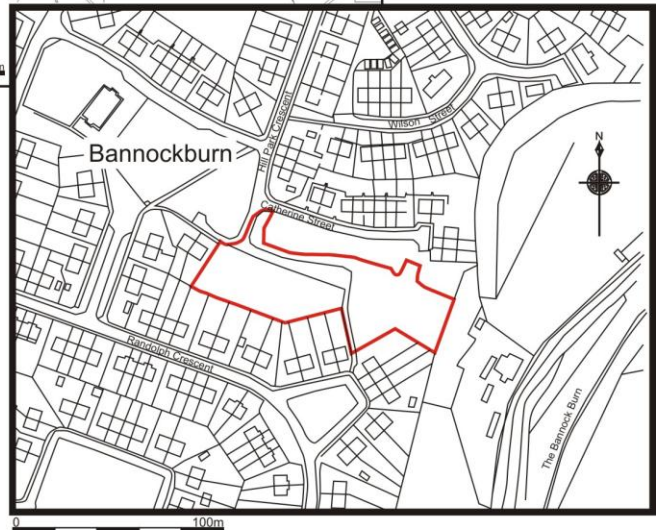 Wilson Street
Hill Park Crescent
Bannockburn
N
Catherine Street
Randolph Crescent
The Bannock Burn
0 100m